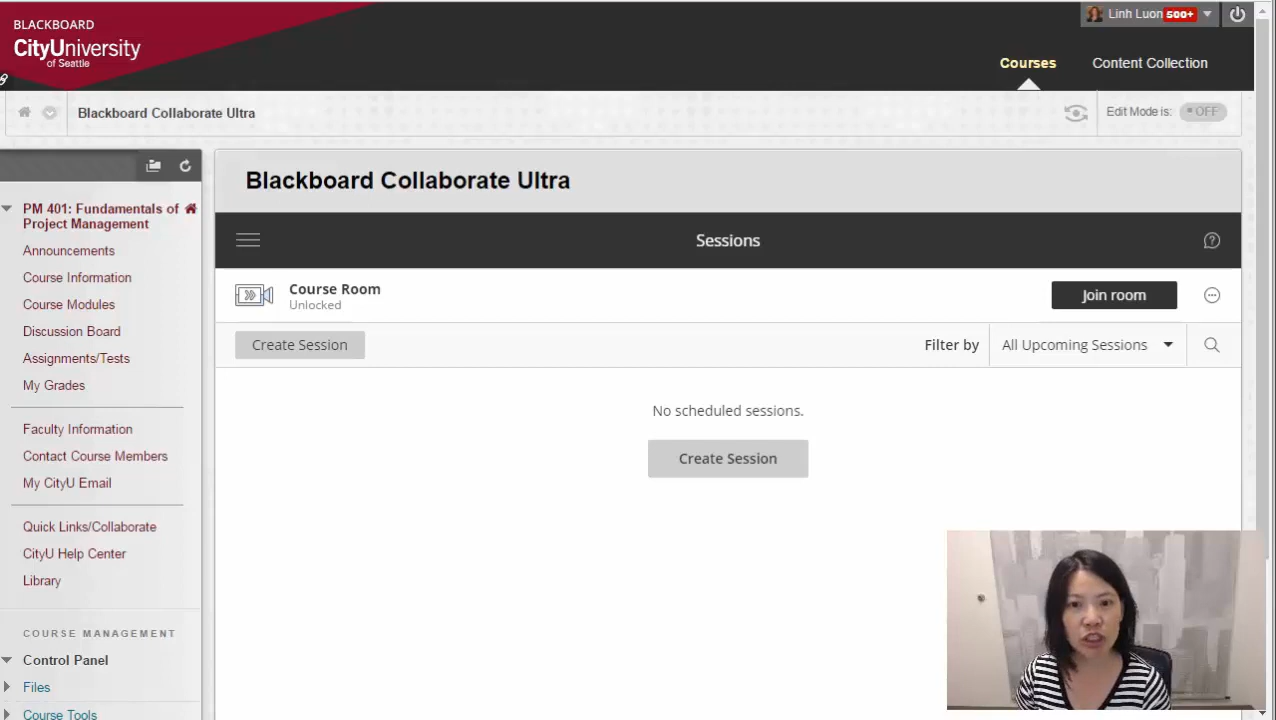 BLACKBOARD
CityUniversity
of Seattle
Linh Luon 500+
Courses
Content Collection
Blackboard Collaborate Ultra
Edit Mode is:
OFF
Blackboard Collaborate Ultra
PM 401: Fundamentals of
Project Management
Announcements
Course Information
Course Modules
Discussion Board
Assignments/Tests
My Grades
Faculty Information
Contact Course Members
My CityU Email
Quick Links/Collaborate
CityU Help Center
Library
COURSE MANAGEMENT
Control Panel
Files
Course Tools
Sessions
Course Room
Unlocked
Join room
Create Session
Filter by
All Upcoming Sessions
No scheduled sessions.
Create Session